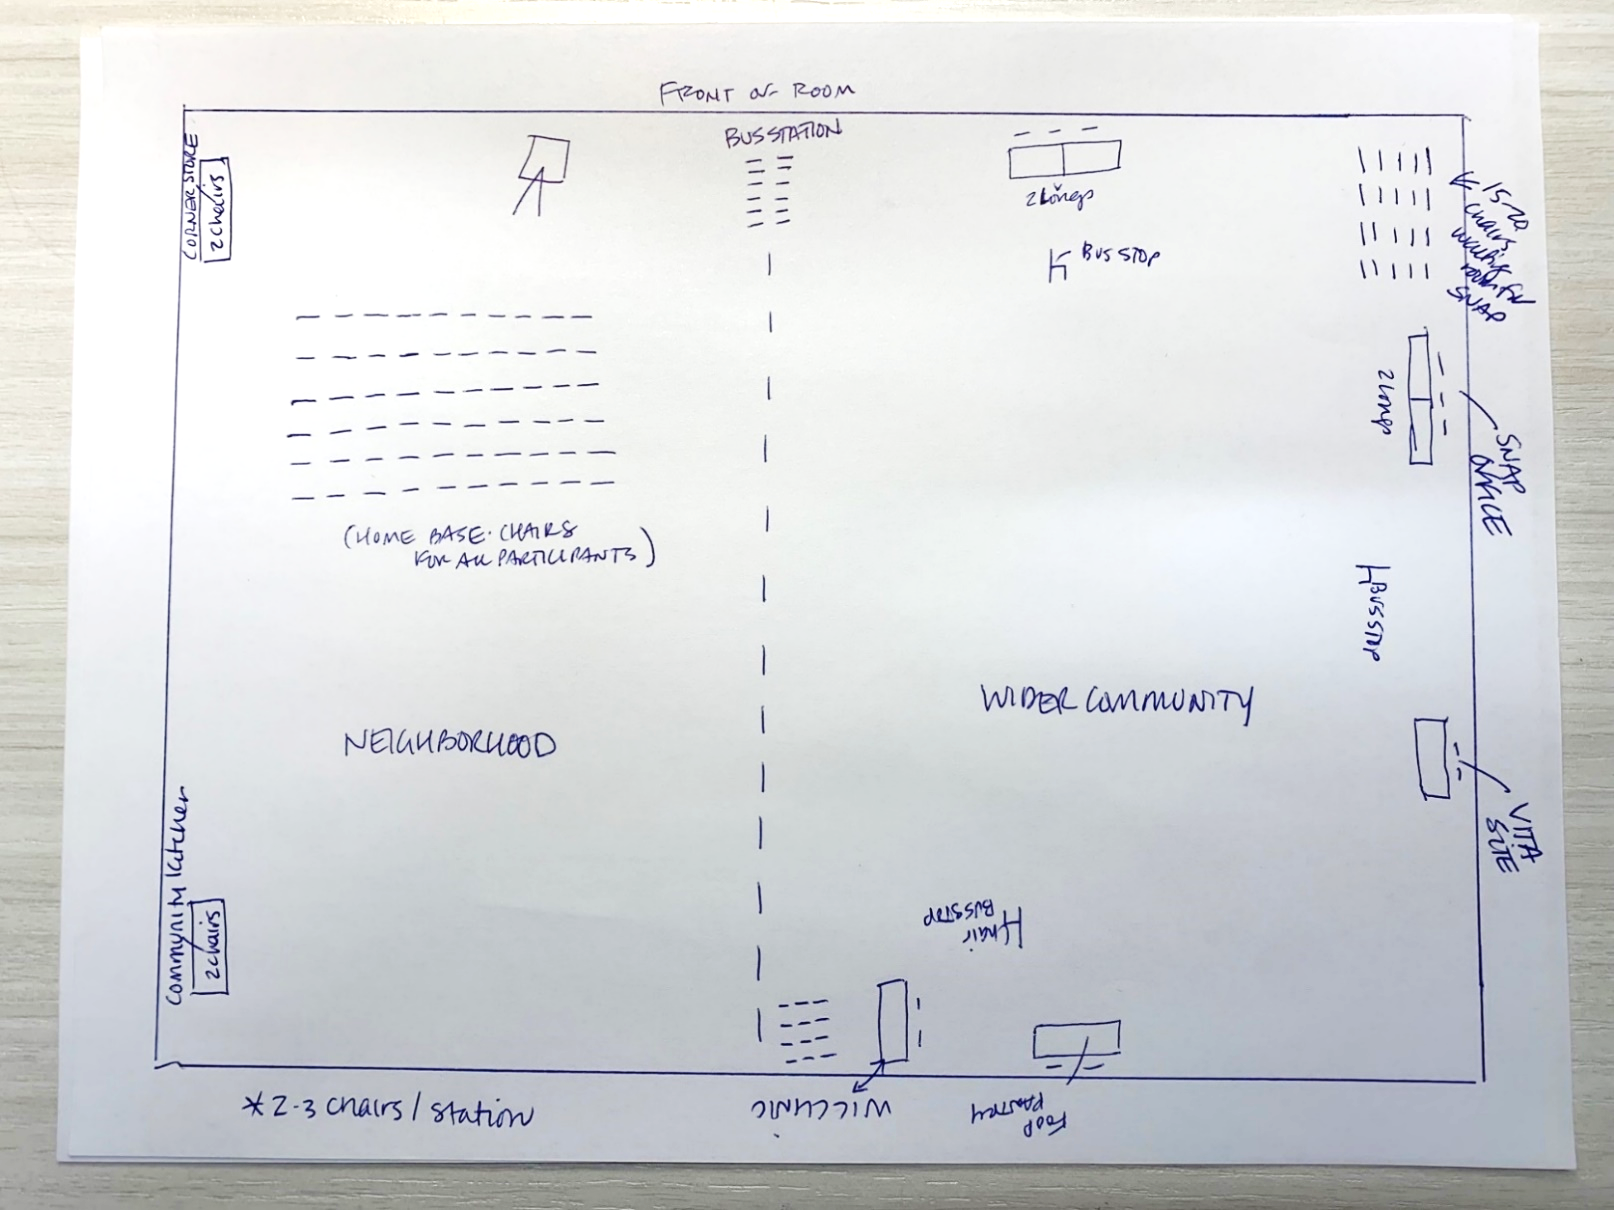 FRONT OF ROOM
BUS STATION
CORNER STORE
2 chairs
2 longs
BUS STOP
15-20
chairs
waiting
room for
SNAP
2 longs
SNAP
OFFICE
(HOME BASE. CHAIRS
FOR ALL PARTICIPANTS)
BUS STOP
NEIGHBORHOOD
WIDER COMMUNITY
VITA
SITE
Community Kitchen
2 chairs
chair
BUS STOP
WIC CLINIC
FOOD
PANTRY
*2-3 chairs / station